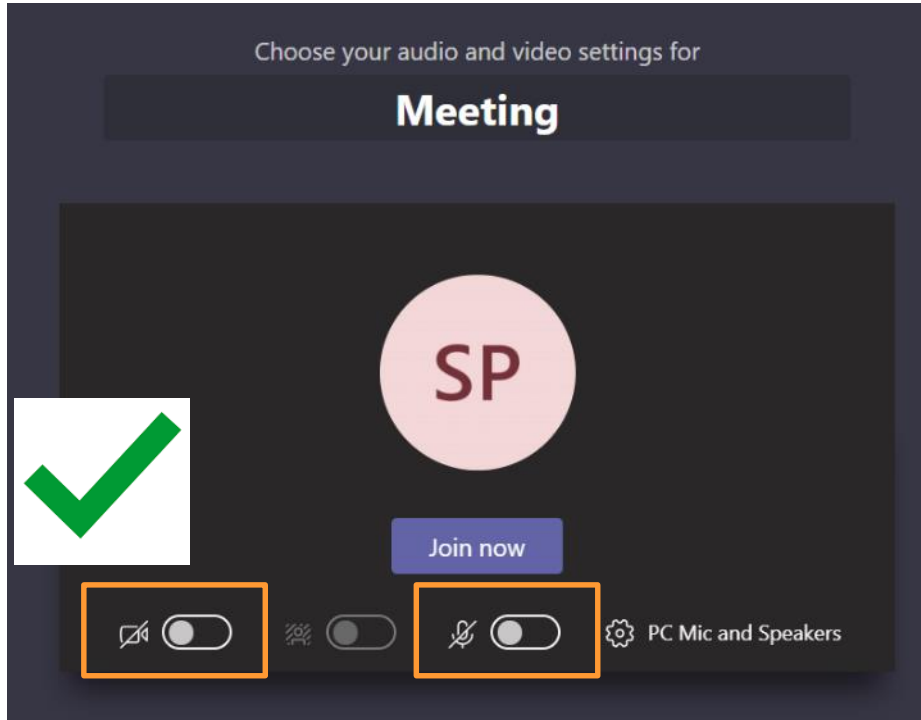 Choose your audio and video settings for
Meeting
SP
Join now
PC Mic and Speakers